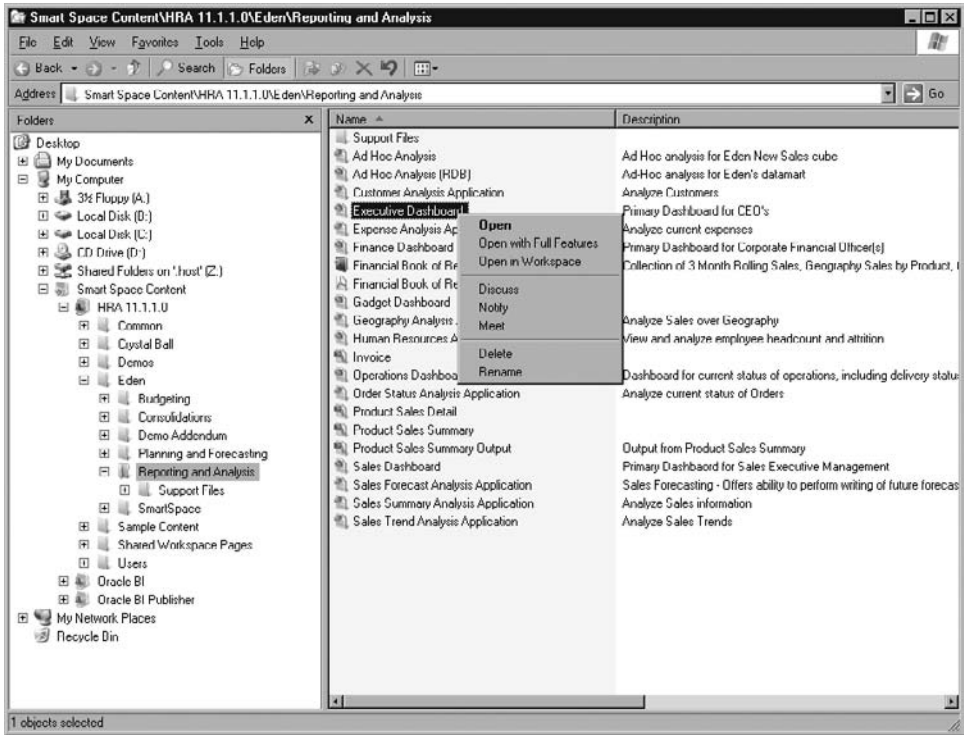 Smart Space Content\HRA 11.1.1.0\Eden\Reporting and Analysis
File Edit View Favorites Tools Help
Back Search Folders
Address Smart Space Content\HRA 11.1.1.0\Eden\Reporting and Analysis Go
Folders x
Desktop
My Documents
My Computer
3½ Floppy (A:)
Local Disk (B:)
Local Disk (C:)
CD Drive (D:)
Shared Folders on '.host' (Z:)
Smart Space Content
HRA 11.1.1.0
Common
Crystal Ball
Demos
Eden
Budgeting
Consolidations
Demo Addendum
Planning and Forecasting
Reporting and Analysis
Support Files
SmartSpace
Sample Content
Shared Workspace Pages
Users
Oracle BI
Oracle BI Publisher
My Network Places
Recycle Bin
Name Description
Support Files
Ad Hoc Analysis Ad Hoc analysis for Eden New Sales cube
Ad Hoc Analysis (RDB) Ad-Hoc analysis for Eden's datamart
Customer Analysis Application Analyze Customers
Executive Dashboard Primary Dashboard for CEO's
Expense Analysis Ap Analyze current expenses
Finance Dashboard Primary Dashboard for Corporate Financial Officer(s)
Financial Book of Re Collection of 3 Month Rolling Sales, Geography Sales by Product,
Financial Book of Re
Gadget Dashboard
Geography Analysis Analyze Sales over Geography
Human Resources A View and analyze employee headcount and attrition
Invoice
Operations Dashboa Dashboard for current status of operations, including delivery statu
Order Status Analysis Application Analyze current status of Orders
Product Sales Detail
Product Sales Summary
Product Sales Summary Output Output from Product Sales Summary
Sales Dashboard Primary Dashbaord for Sales Executive Management
Sales Forecast Analysis Application Sales Forecasting - Offers ability to perform writing of future forecas
Sales Summary Analysis Application Analyze Sales information
Sales Trend Analysis Application Analyze Sales Trends
Open
Open with Full Features
Open in Workspace
Discuss
Notify
Meet
Delete
Rename
1 objects selected